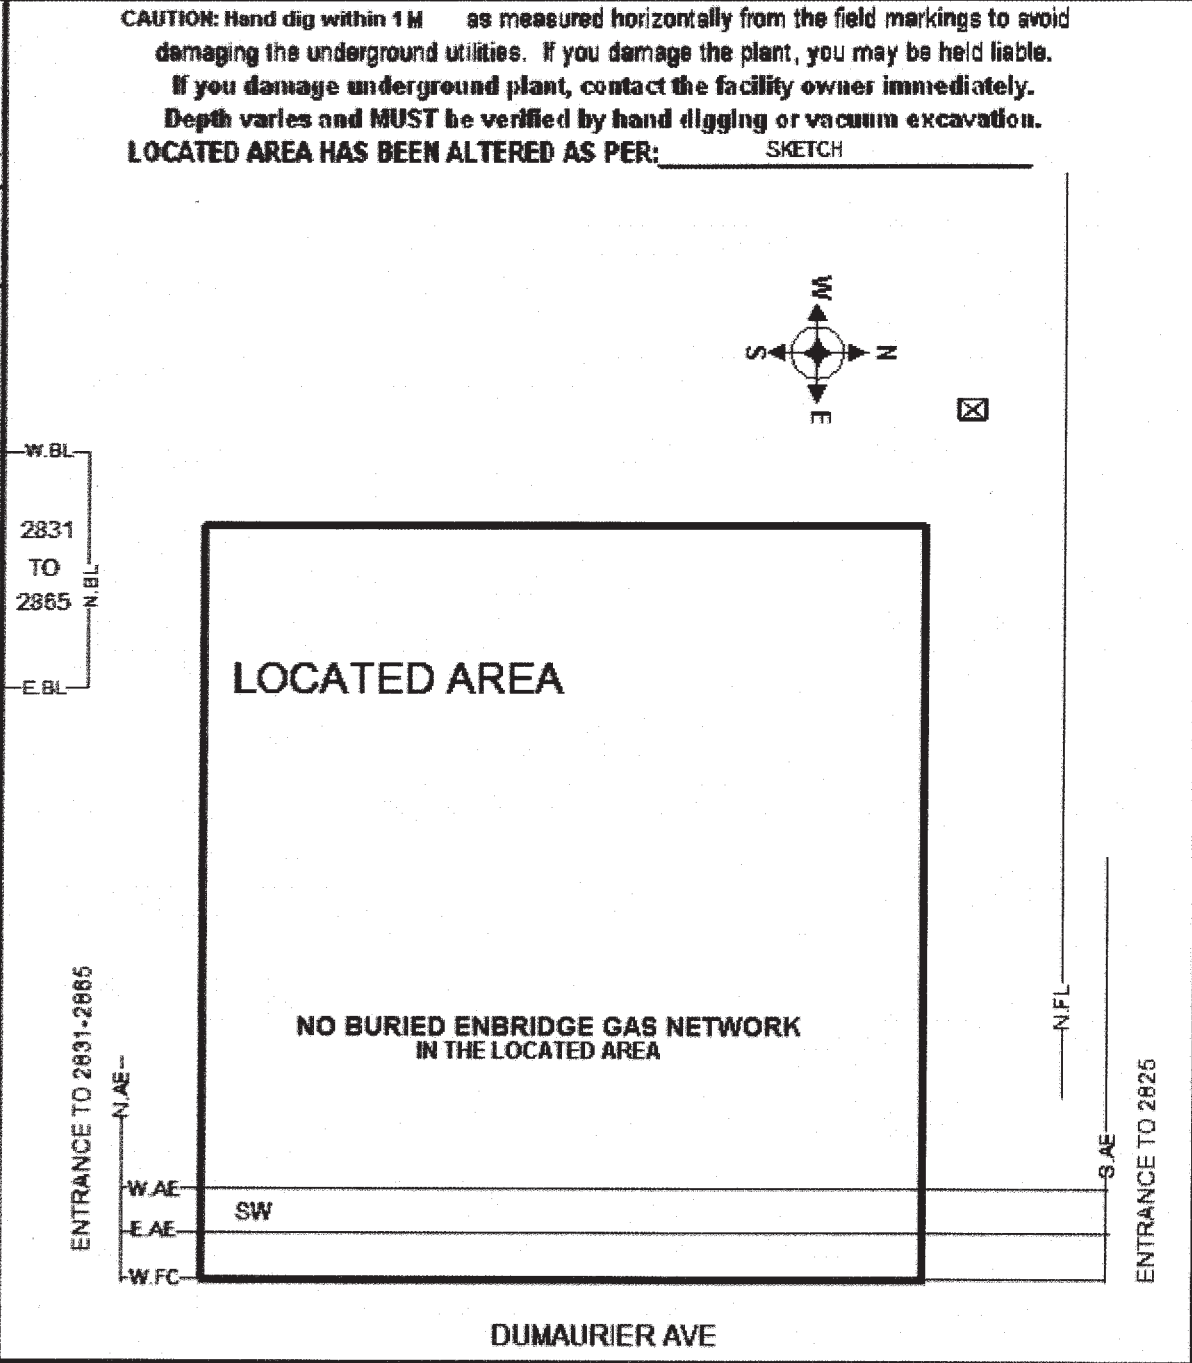 CAUTION: Hand dig within 1 M as measured horizontally from the field markings to avoid
damaging the underground utilities. If you damage the plant, you may be held liable.
If you damage underground plant, contact the facility owner immediately.
Depth varies and MUST be verified by hand digging or vacuum excavation.
LOCATED AREA HAS BEEN ALTERED AS PER: SKETCH
W
S
N
E
W.BL
2831
TO
2865
N.BL
E.BL
LOCATED AREA
NO BURIED ENBRIDGE GAS NETWORK
IN THE LOCATED AREA
N.FL
ENTRANCE TO 2831-2865
N.AE
S.AE
ENTRANCE TO 2825
W.AE
SW
E.AE
W.FC
DUMAURIER AVE